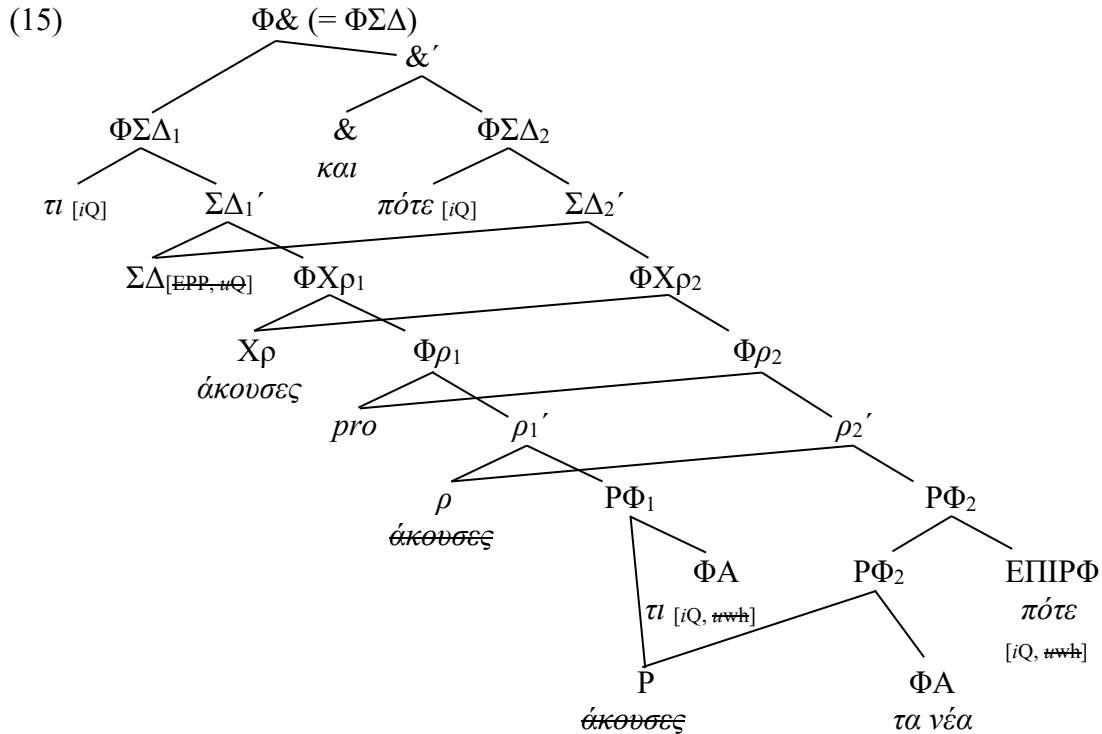 (15) Φ& (= ΦΣΔ)
&´
ΦΣΔ₁ & ΦΣΔ₂
και
τι [iQ] ΣΔ₁´ πότε [iQ] ΣΔ₂´
ΣΔ[EPP, uQ] ΦΧρ₁ ΦΧρ₂
Χρ Φρ₁ Φρ₂
άκουσες
pro ρ₁´ ρ₂´
ρ ΡΦ₁ ΡΦ₂
άκουσες
ΦΑ ΡΦ₂ ΕΠΙΡΦ
τι [iQ, uwh] πότε
[iQ, uwh]
Ρ ΦΑ
άκουσες τα νέα